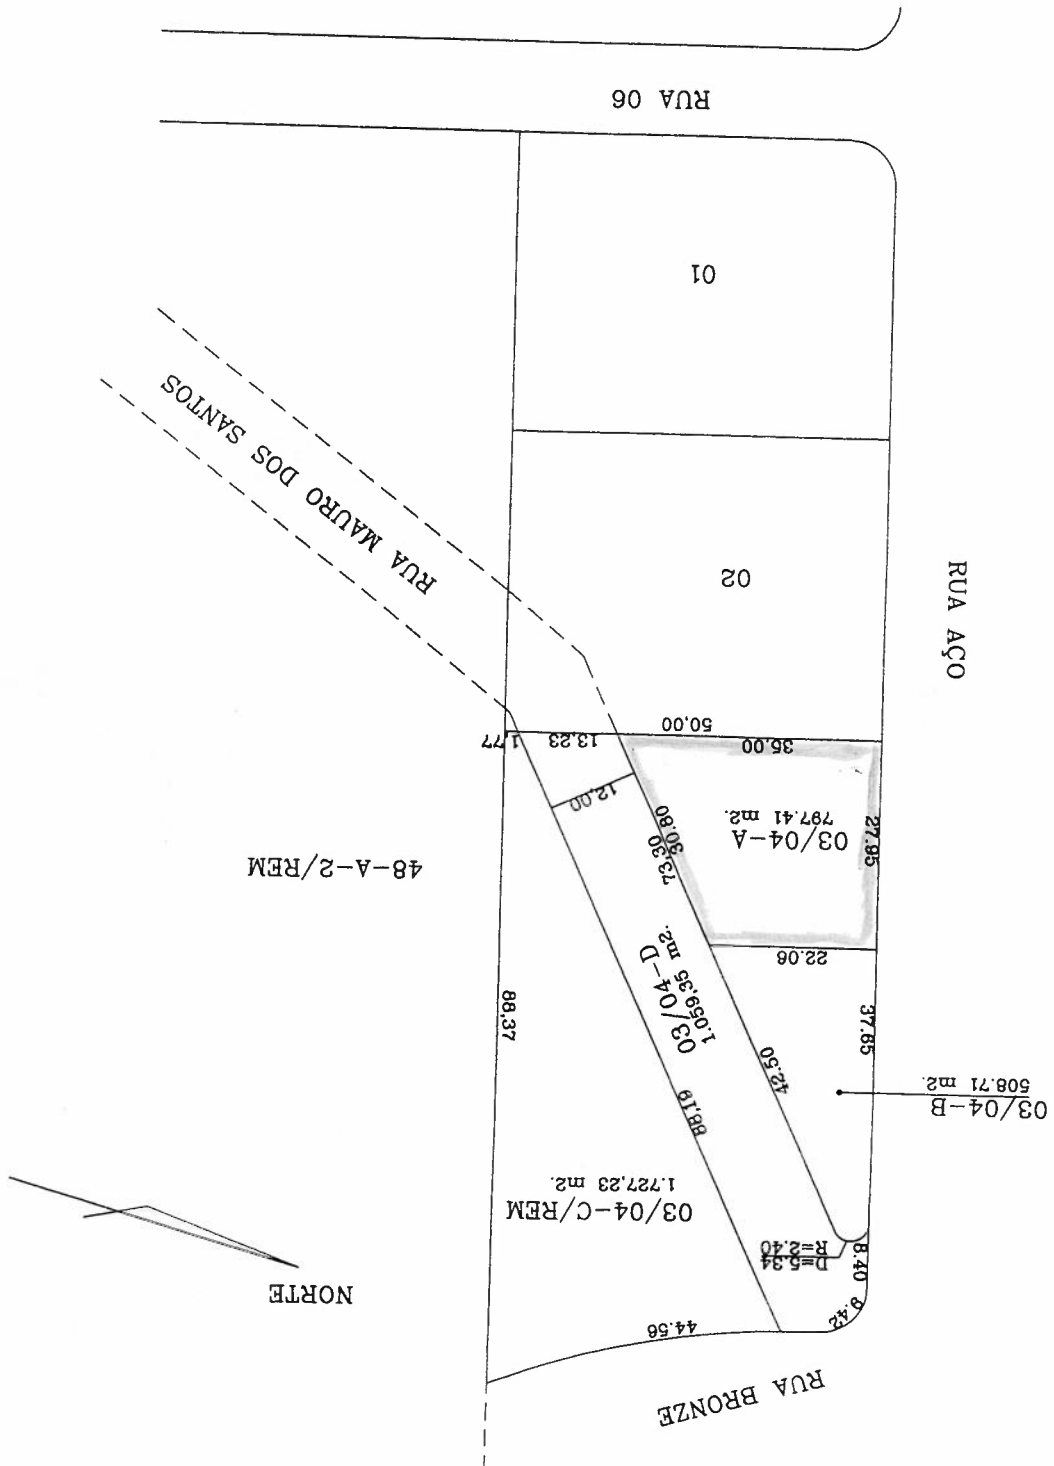 RUA BRONZE
NORTE
44.56
9.42
8.40
D=5.34
R=2.40
03/04-C/REM
1.727,23 m2.
88,19
03/04-B
508.71 m2.
42.50
37.65
88,37
03/04-D
1.059,35 m2.
22.06
48-A-2/REM
03/04-A
797.41 m2.
27.95
73,30
30.80
12,00
35.00
50,00
13,23
1,77
RUA AÇO
02
RUA MAURO DOS SANTOS
01
RUA 06